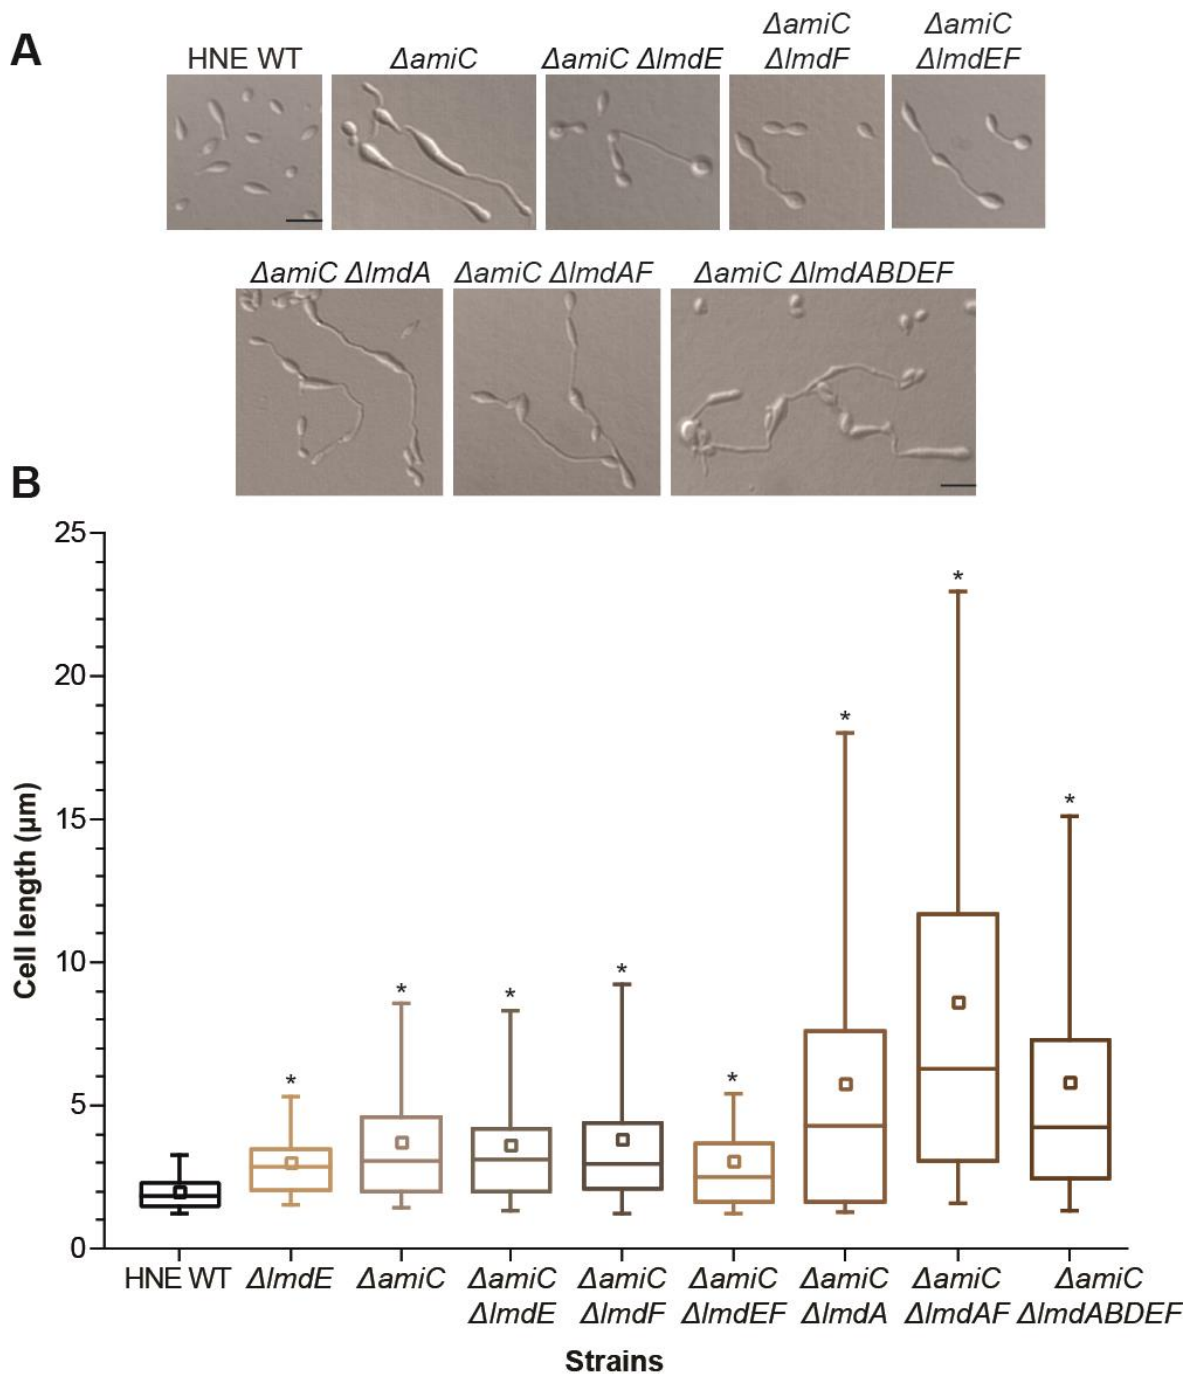 A
HNE WT
ΔamiC
ΔamiC ΔlmdE
ΔamiC
ΔlmdF
ΔamiC
ΔlmdEF
ΔamiC ΔlmdA
ΔamiC ΔlmdAF
ΔamiC ΔlmdABDEF
B
25
20
15
10
5
0
Cell length (μm)
*
*
*
*
*
*
*
*
HNE WT
ΔlmdE
ΔamiC
ΔamiC
ΔlmdE
ΔamiC
ΔlmdF
ΔamiC
ΔlmdEF
ΔamiC
ΔlmdA
ΔamiC
ΔlmdAF
ΔamiC
ΔlmdABDEF
Strains